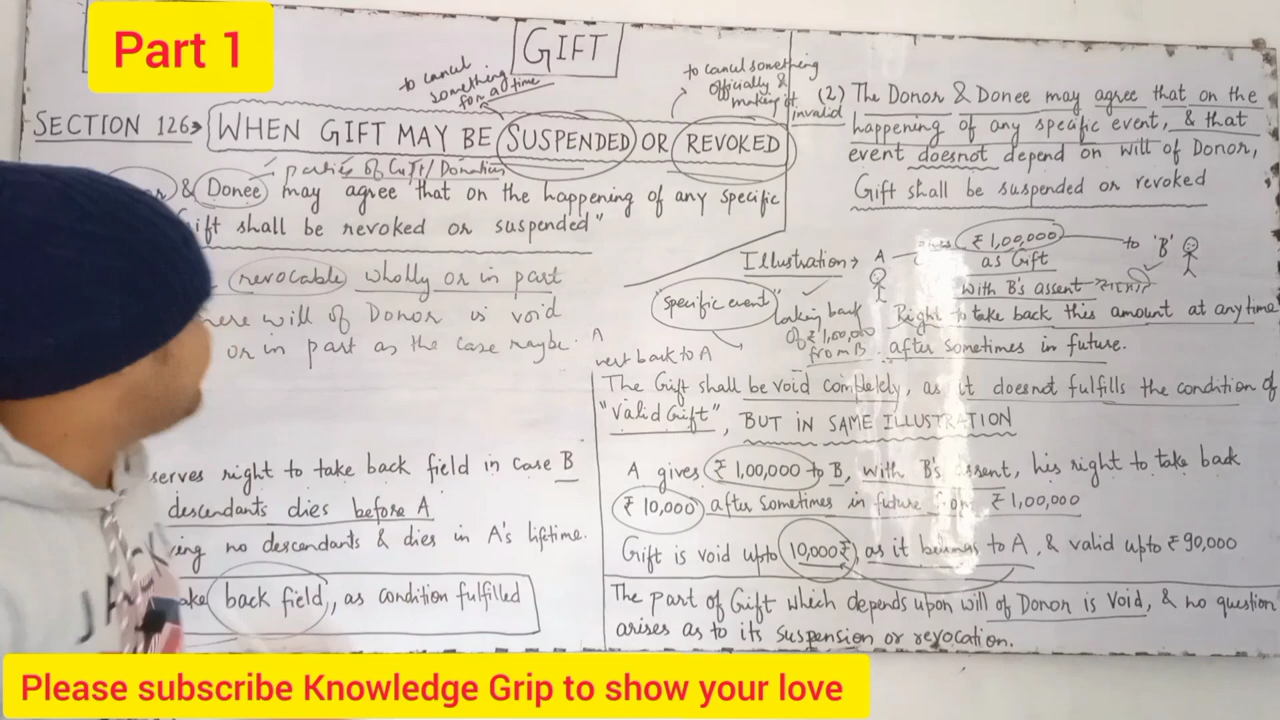 Part 1
GIFT
to cancel
something
for a time
to cancel something
officially &
making it
invalid
SECTION 126 WHEN GIFT MAY BE SUSPENDED OR REVOKED
parties of Gift/Donation
& Donee may agree that on the happening of any specific
Gift shall be revoked or suspended"
revocable wholly or in part
here will of Donor is void
or in part as the case maybe.
serves right to take back field in case B
descendants dies before A
no descendants & dies in A's lifetime.
back field, as condition fulfilled
(2) The Donor & Donee may agree that on the
happening of any specific event, & that
event doesnot depend on will of Donor,
Gift shall be suspended or revoked
Illustration → A gives ₹ 1,00,000 to 'B'
as Gift
with B's assent
"specific event" taking back
of ₹ 1,00,000
from B
Right to take back this amount at any time
after sometimes in future.
vert back to A
The Gift shall be void completely, as it doesnot fulfills the condition of
"Valid Gift", BUT IN SAME ILLUSTRATION
A gives ₹ 1,00,000 to B, with B's assent, his right to take back
₹ 10,000 after sometimes in future from ₹ 1,00,000
Gift is void upto 10,000₹, as it belongs to A, & valid upto ₹ 90,000
The part of Gift which depends upon will of Donor is void, & no question
arises as to its suspension or revocation.
Please subscribe Knowledge Grip to show your love